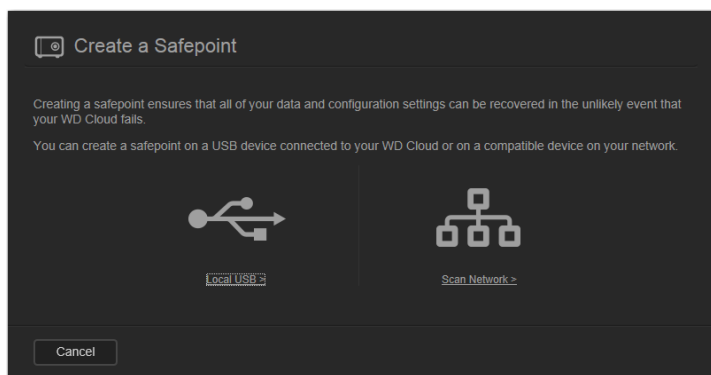 Create a Safepoint
Creating a safepoint ensures that all of your data and configuration settings can be recovered in the unlikely event that
your WD Cloud fails.
You can create a safepoint on a USB device connected to your WD Cloud or on a compatible device on your network.
Local USB >
Scan Network >
Cancel